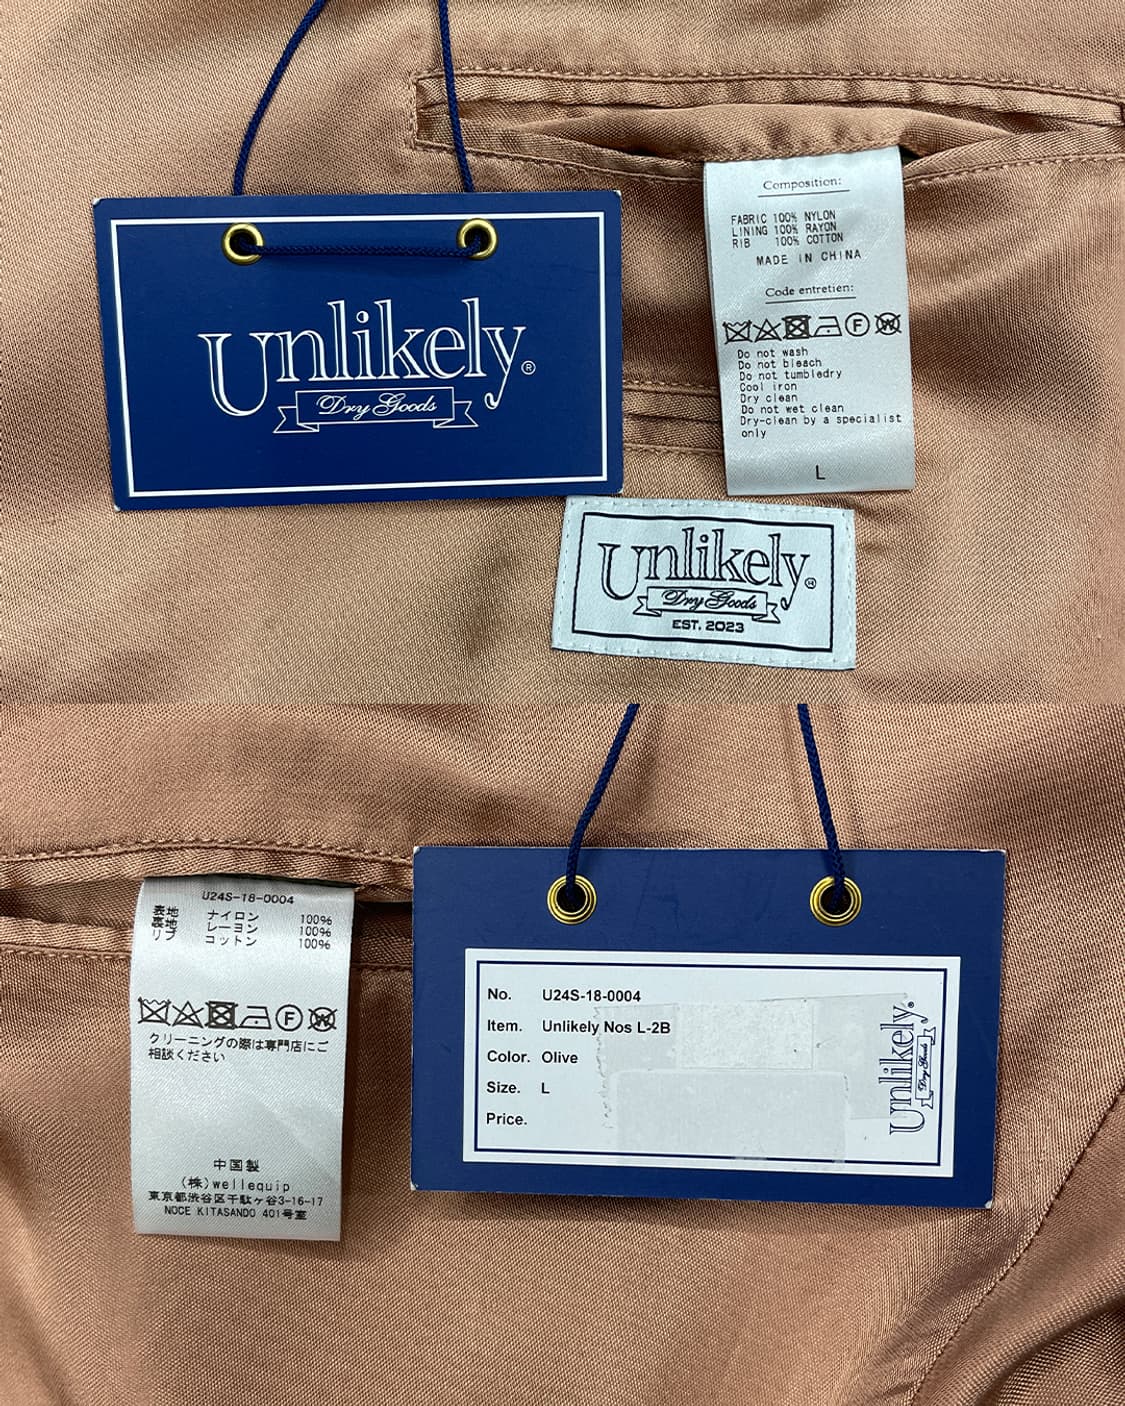 Unlikely®
Dry Goods
Composition:
FABRIC 100% NYLON
LINING 100% RAYON
RIB 100% COTTON
MADE IN CHINA
Code entretien:
F
W
Do not wash
Do not bleach
Do not tumbledry
Cool iron
Dry clean
Do not wet clean
Dry-clean by a specialist
only
L
Unlikely®
Dry Goods
EST. 2023
U24S-18-0004
表地 ナイロン 100%
裏地 レーヨン 100%
リブ コットン 100%
F
W
クリーニングの際は専門店にご
相談ください
中国製
(株)wellequip
東京都渋谷区千駄ヶ谷3-16-17
NOCE KITASANDO 401号室
No. U24S-18-0004
Item. Unlikely Nos L-2B
Color. Olive
Size. L
Price.
Unlikely®
Dry Goods